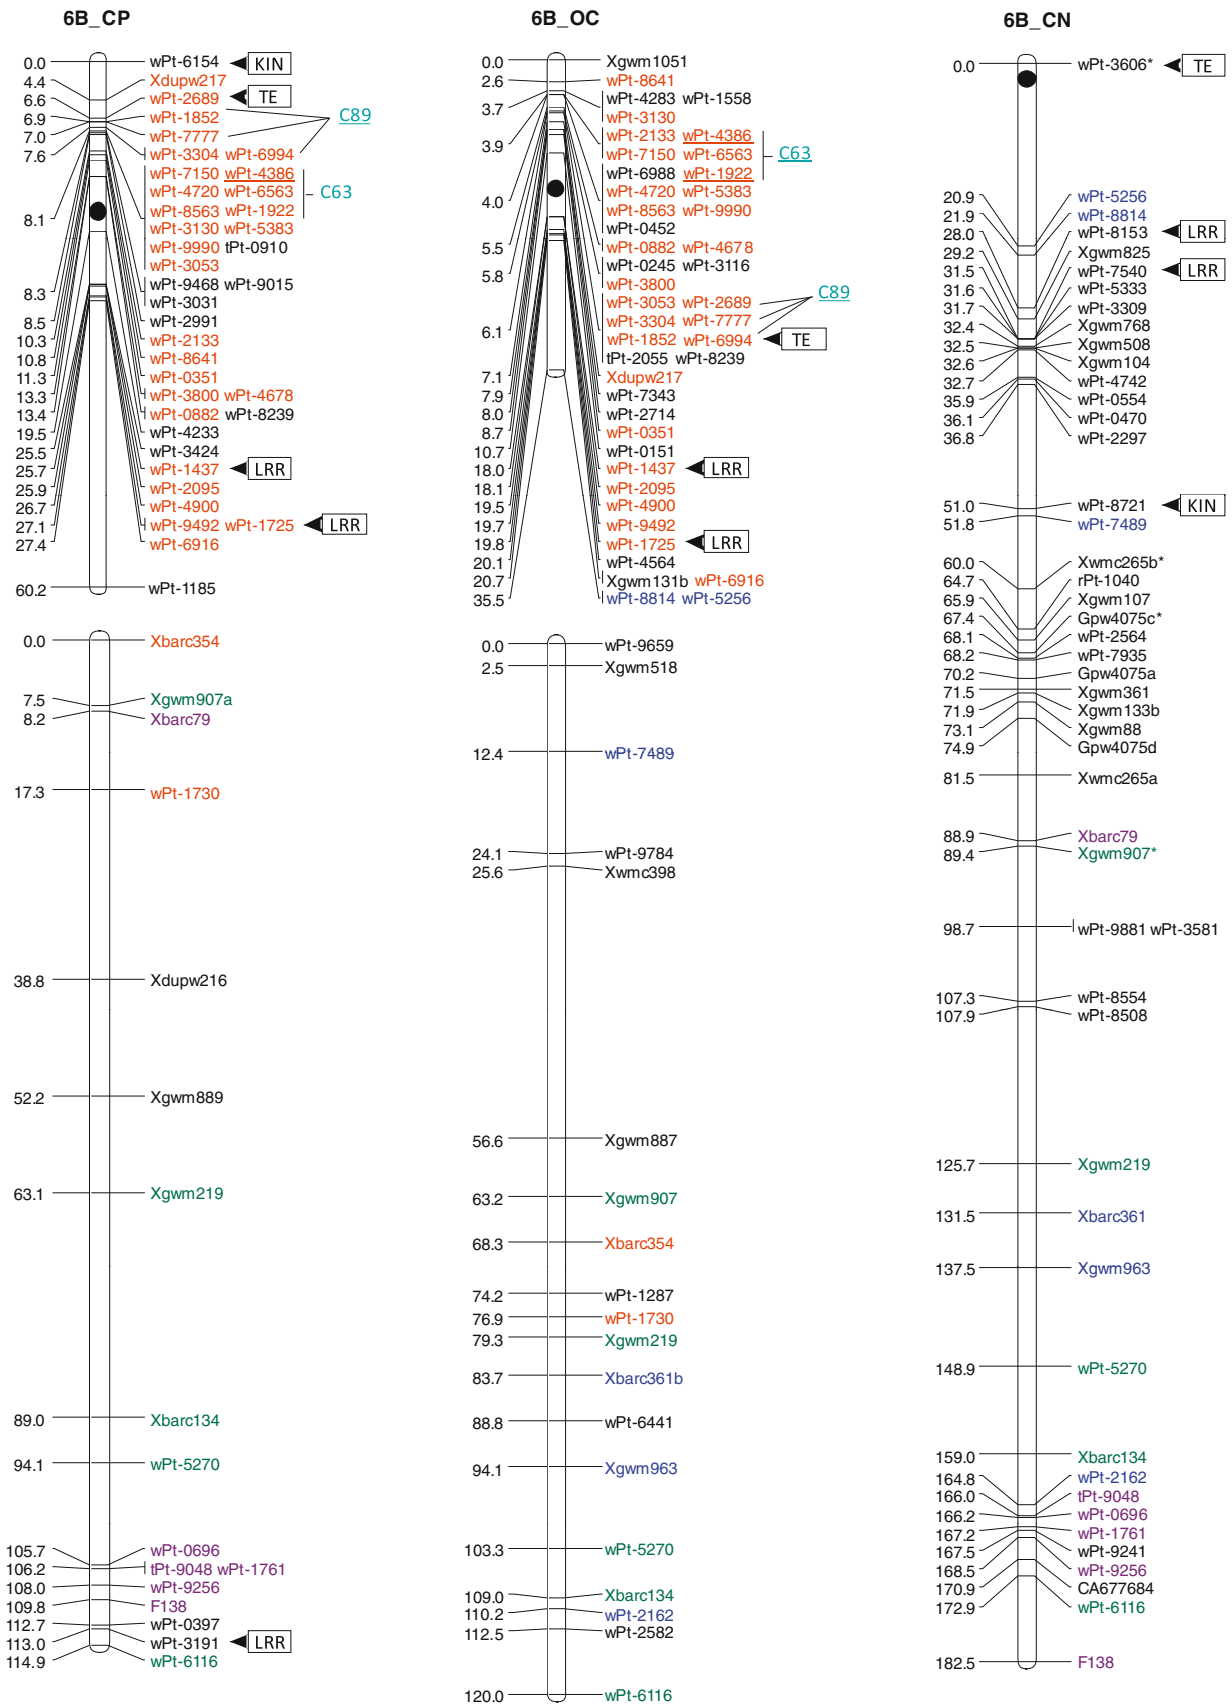 6B_CP
0.0 wPt-6154 KIN
4.4 Xdupw217
6.6 wPt-2689 TE
6.9 wPt-1852 C89
7.0 wPt-7777
7.6 wPt-3304 wPt-6994
wPt-7150 wPt-4386
wPt-4720 wPt-6563 C63
8.1 wPt-8563 wPt-1922
wPt-3130 wPt-5383
wPt-9990 tPt-0910
wPt-3053
8.3 wPt-9468 wPt-9015
wPt-3031
8.5 wPt-2991
10.3 wPt-2133
10.8 wPt-8641
11.3 wPt-0351
13.3 wPt-3800 wPt-4678
13.4 wPt-0882 wPt-8239
19.5 wPt-4233
25.5 wPt-3424
25.7 wPt-1437 LRR
25.9 wPt-2095
26.7 wPt-4900
27.1 wPt-9492 wPt-1725 LRR
27.4 wPt-6916
60.2 wPt-1185
0.0 Xbarc354
7.5 Xgwm907a
8.2 Xbarc79
17.3 wPt-1730
38.8 Xdupw216
52.2 Xgwm889
63.1 Xgwm219
89.0 Xbarc134
94.1 wPt-5270
105.7 wPt-0696
106.2 tPt-9048 wPt-1761
108.0 wPt-9256
109.8 F138
112.7 wPt-0397
113.0 wPt-3191 LRR
114.9 wPt-6116
6B_OC
0.0 Xgwm1051
2.6 wPt-8641
3.7 wPt-4283 wPt-1558
wPt-3130
3.9 wPt-2133 wPt-4386
wPt-7150 wPt-6563 C63
wPt-6988 wPt-1922
4.0 wPt-4720 wPt-5383
wPt-8563 wPt-9990
wPt-0452
5.5 wPt-0882 wPt-4678
5.8 wPt-0245 wPt-3116
wPt-3800
wPt-3053 wPt-2689 C89
6.1 wPt-3304 wPt-7777
wPt-1852 wPt-6994 TE
tPt-2055 wPt-8239
7.1 Xdupw217
7.9 wPt-7343
8.0 wPt-2714
8.7 wPt-0351
10.7 wPt-0151
18.0 wPt-1437 LRR
18.1 wPt-2095
19.5 wPt-4900
19.7 wPt-9492
19.8 wPt-1725 LRR
20.1 wPt-4564
20.7 Xgwm131b wPt-6916
35.5 wPt-8814 wPt-5256
0.0 wPt-9659
2.5 Xgwm518
12.4 wPt-7489
24.1 wPt-9784
25.6 Xwmc398
56.6 Xgwm887
63.2 Xgwm907
68.3 Xbarc354
74.2 wPt-1287
76.9 wPt-1730
79.3 Xgwm219
83.7 Xbarc361b
88.8 wPt-6441
94.1 Xgwm963
103.3 wPt-5270
109.0 Xbarc134
110.2 wPt-2162
112.5 wPt-2582
120.0 wPt-6116
6B_CN
0.0 wPt-3606* TE
20.9 wPt-5256
21.9 wPt-8814
28.0 wPt-8153 LRR
29.2 Xgwm825
31.5 wPt-7540 LRR
31.6 wPt-5333
31.7 wPt-3309
32.4 Xgwm768
32.5 Xgwm508
32.6 Xgwm104
32.7 wPt-4742
35.9 wPt-0554
36.1 wPt-0470
36.8 wPt-2297
51.0 wPt-8721 KIN
51.8 wPt-7489
60.0 Xwmc265b*
64.7 rPt-1040
65.9 Xgwm107
67.4 Gpw4075c*
68.1 wPt-2564
68.2 wPt-7935
70.2 Gpw4075a
71.5 Xgwm361
71.9 Xgwm133b
73.1 Xgwm88
74.9 Gpw4075d
81.5 Xwmc265a
88.9 Xbarc79
89.4 Xgwm907*
98.7 wPt-9881 wPt-3581
107.3 wPt-8554
107.9 wPt-8508
125.7 Xgwm219
131.5 Xbarc361
137.5 Xgwm963
148.9 wPt-5270
159.0 Xbarc134
164.8 wPt-2162
166.0 tPt-9048
166.2 wPt-0696
167.2 wPt-1761
167.5 wPt-9241
168.5 wPt-9256
170.9 CA677684
172.9 wPt-6116
182.5 F138